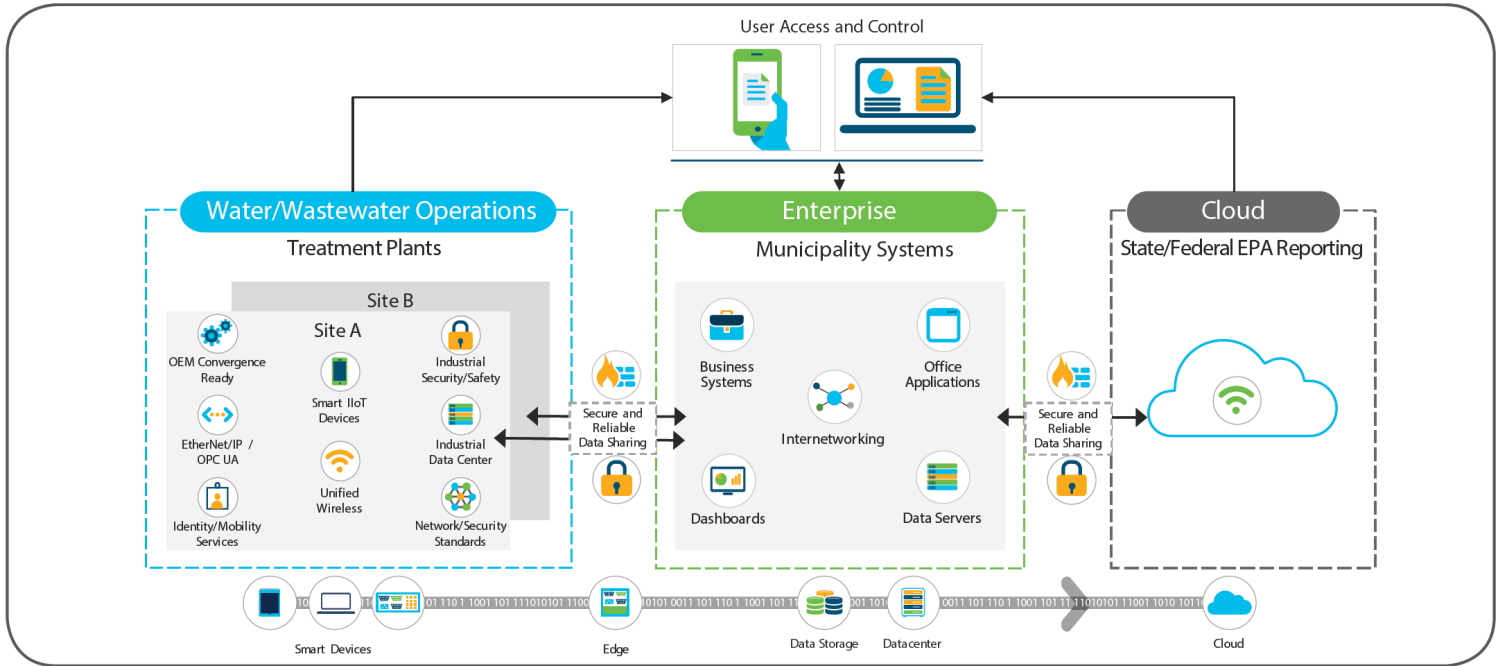 User Access and Control
Water/Wastewater Operations
Treatment Plants
Site B
Site A
OEM Convergence
Ready
Smart IIoT
Devices
Industrial
Security/Safety
EtherNet/IP /
OPC UA
Unified
Wireless
Industrial
Data Center
Identity/Mobility
Services
Network/Security
Standards
Secure and
Reliable
Data Sharing
Enterprise
Municipality Systems
Business
Systems
Office
Applications
Internetworking
Dashboards
Data Servers
Secure and
Reliable
Data Sharing
Cloud
State/Federal EPA Reporting
Smart Devices
Edge
Data Storage
Datacenter
Cloud